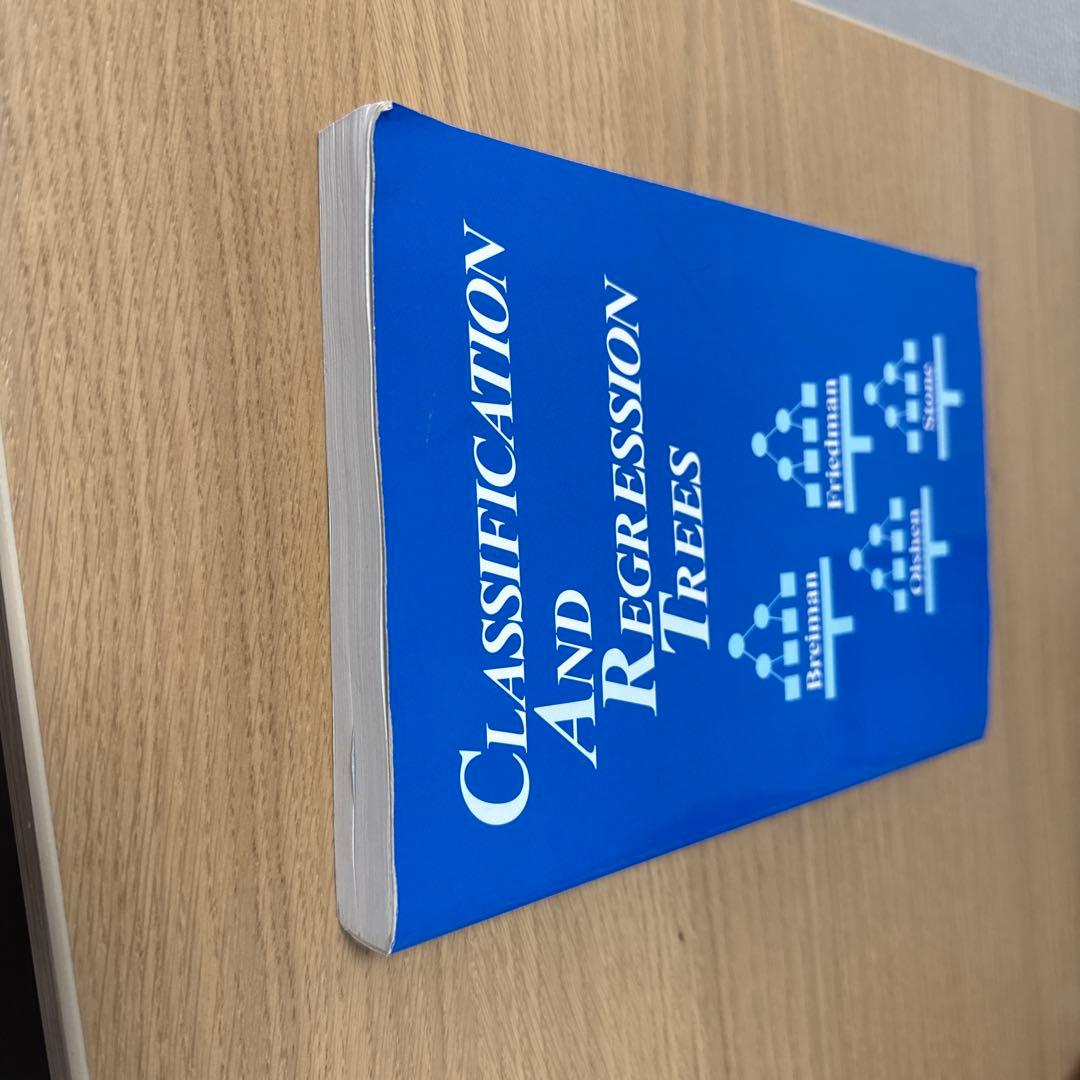 CLASSIFICATION
AND
REGRESSION
TREES
Breiman
Friedman
Olshen
Stone